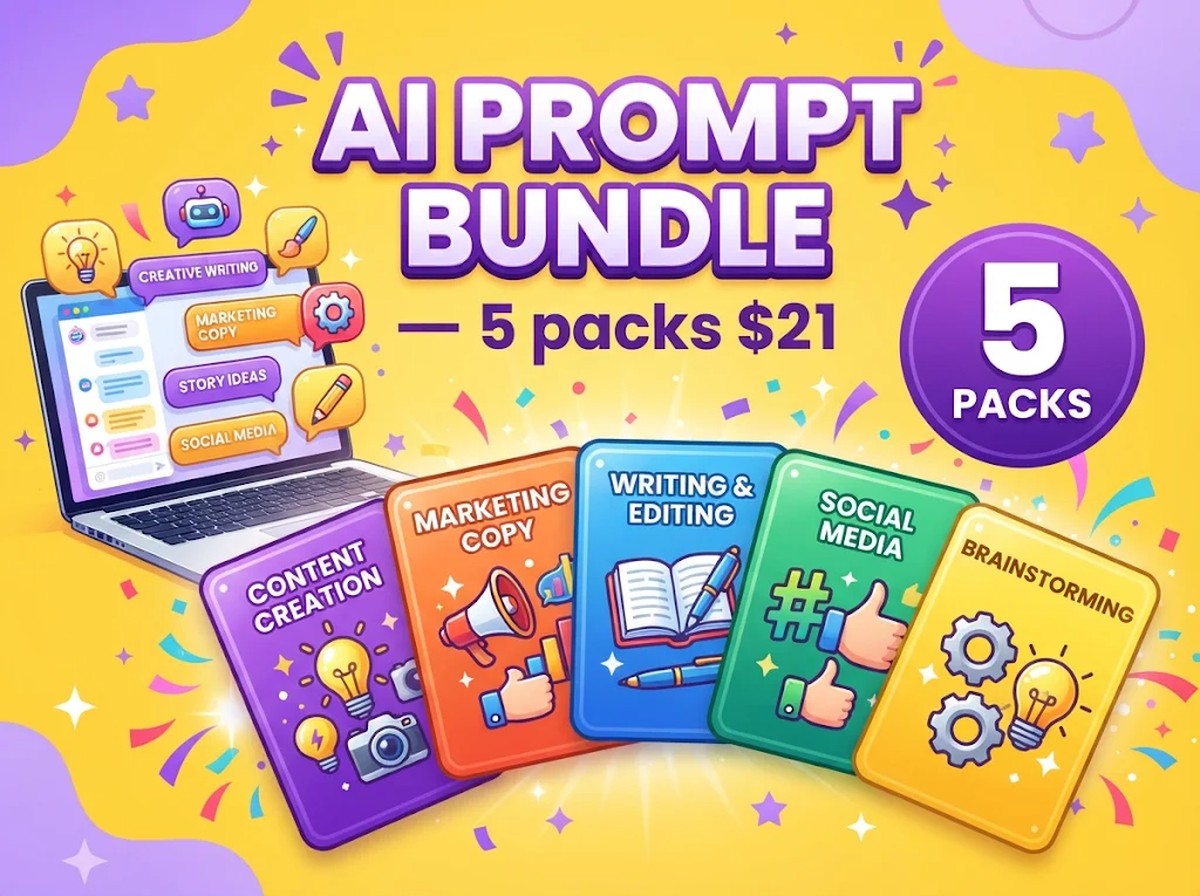 AI PROMPT
BUNDLE
— 5 packs $21
5
PACKS
CREATIVE WRITING
MARKETING
COPY
STORY IDEAS
SOCIAL MEDIA
CONTENT
CREATION
MARKETING
COPY
WRITING &
EDITING
SOCIAL
MEDIA
BRAINSTORMING
#